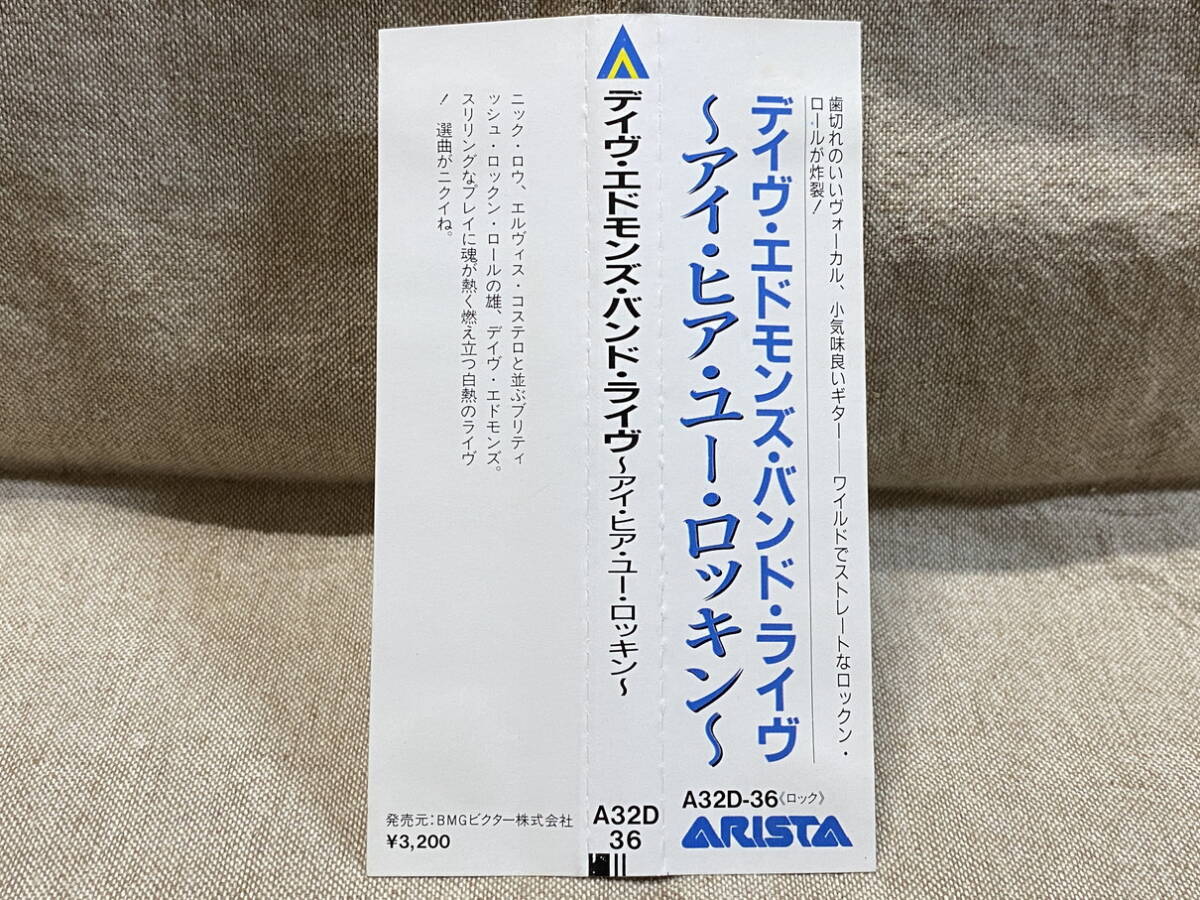 歯切れのいいヴォーカル、小気味良いギター――ワイルドでストレートなロックン・
ロールが炸裂!
デイヴ・エドモンズ・バンド・ライヴ
～アイ・ヒア・ユー・ロッキン～
A32D-36《ロック》
ARISTA
デイヴ・エドモンズ・バンド・ライヴ～アイ・ヒア・ユー・ロッキン～
A32D
36
ニック・ロウ、エルヴィス・コステロと並ぶブリティ
ッシュ・ロックン・ロールの雄、デイヴ・エドモンズ。
スリリングなプレイに魂が熱く燃え立つ白熱のライヴ
! 選曲がニクイね。
発売元:BMGビクター株式会社
¥3,200